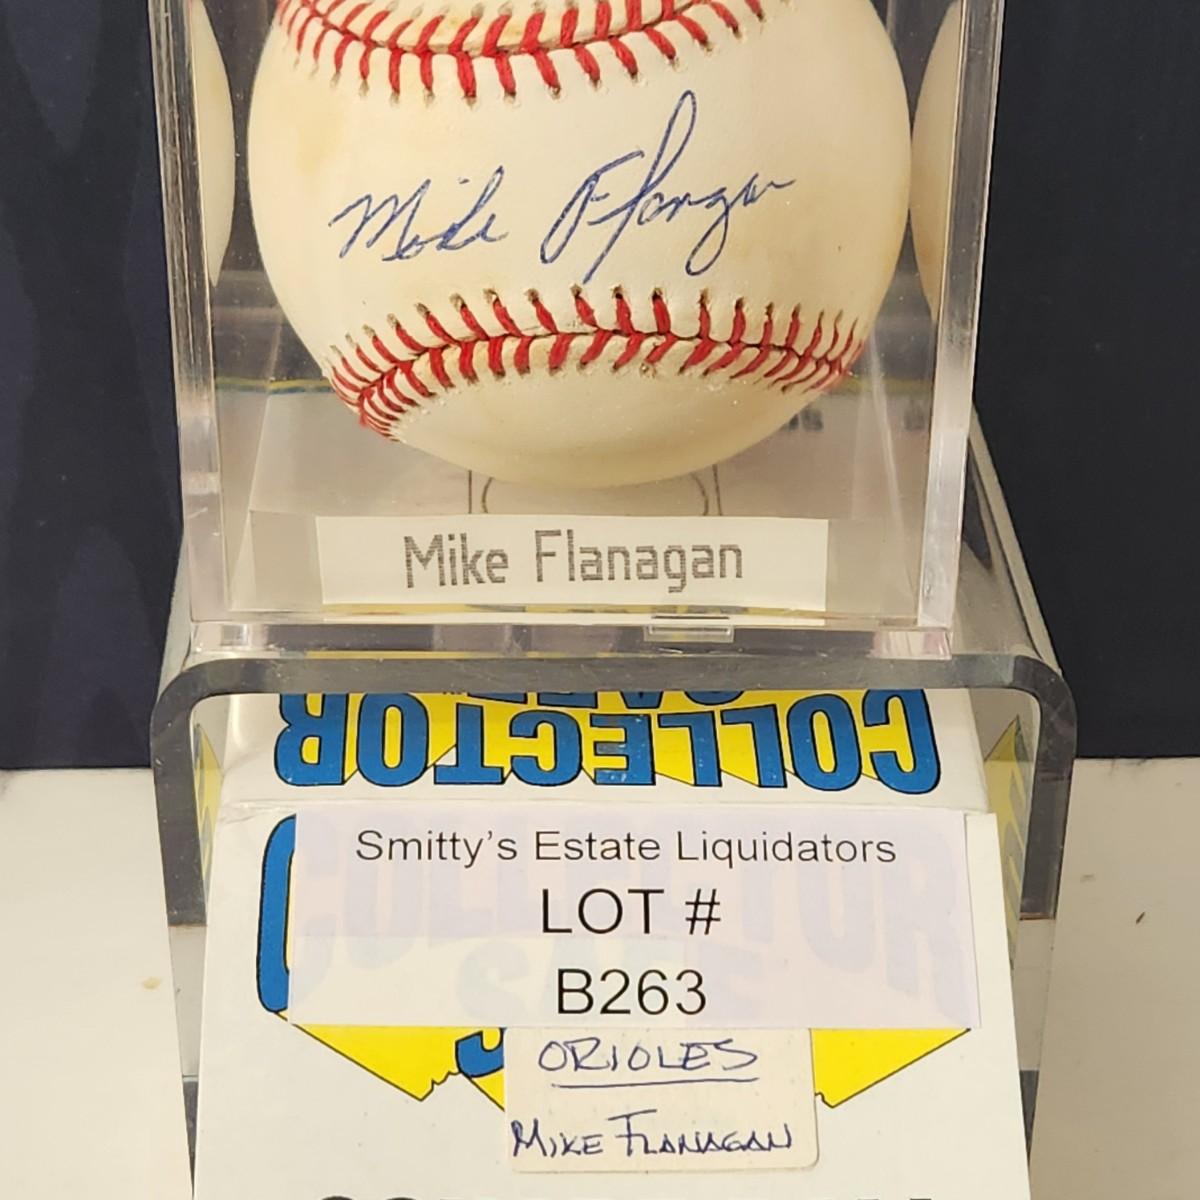 Mike Flanagan
Mike Flanagan
COLLECTOR
Smitty's Estate Liquidators
LOT #
B263
ORIOLES
MIKE FLANAGAN